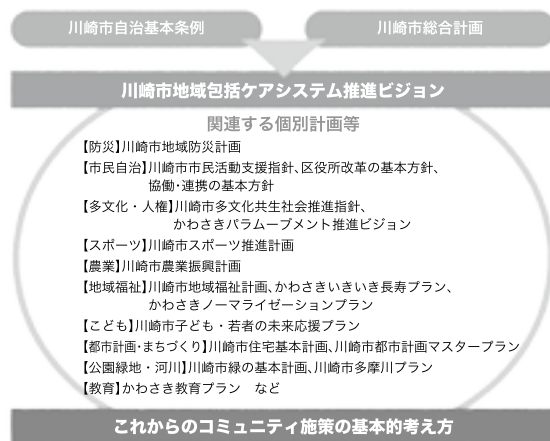 川崎市自治基本条例
川崎市総合計画
川崎市地域包括ケアシステム推進ビジョン
関連する個別計画等
【防災】川崎市地域防災計画
【市民自治】川崎市市民活動支援指針、区役所改革の基本方針、
協働・連携の基本方針
【多文化・人権】川崎市多文化共生社会推進指針、
かわさきパラムーブメント推進ビジョン
【スポーツ】川崎市スポーツ推進計画
【農業】川崎市農業振興計画
【地域福祉】川崎市地域福祉計画、かわさきいきいき長寿プラン、
かわさきノーマライゼーションプラン
【こども】川崎市子ども・若者の未来応援プラン
【都市計画・まちづくり】川崎市住宅基本計画、川崎市都市計画マスタープラン
【公園緑地・河川】川崎市緑の基本計画、川崎市多摩川プラン
【教育】かわさき教育プラン　など
これからのコミュニティ施策の基本的考え方